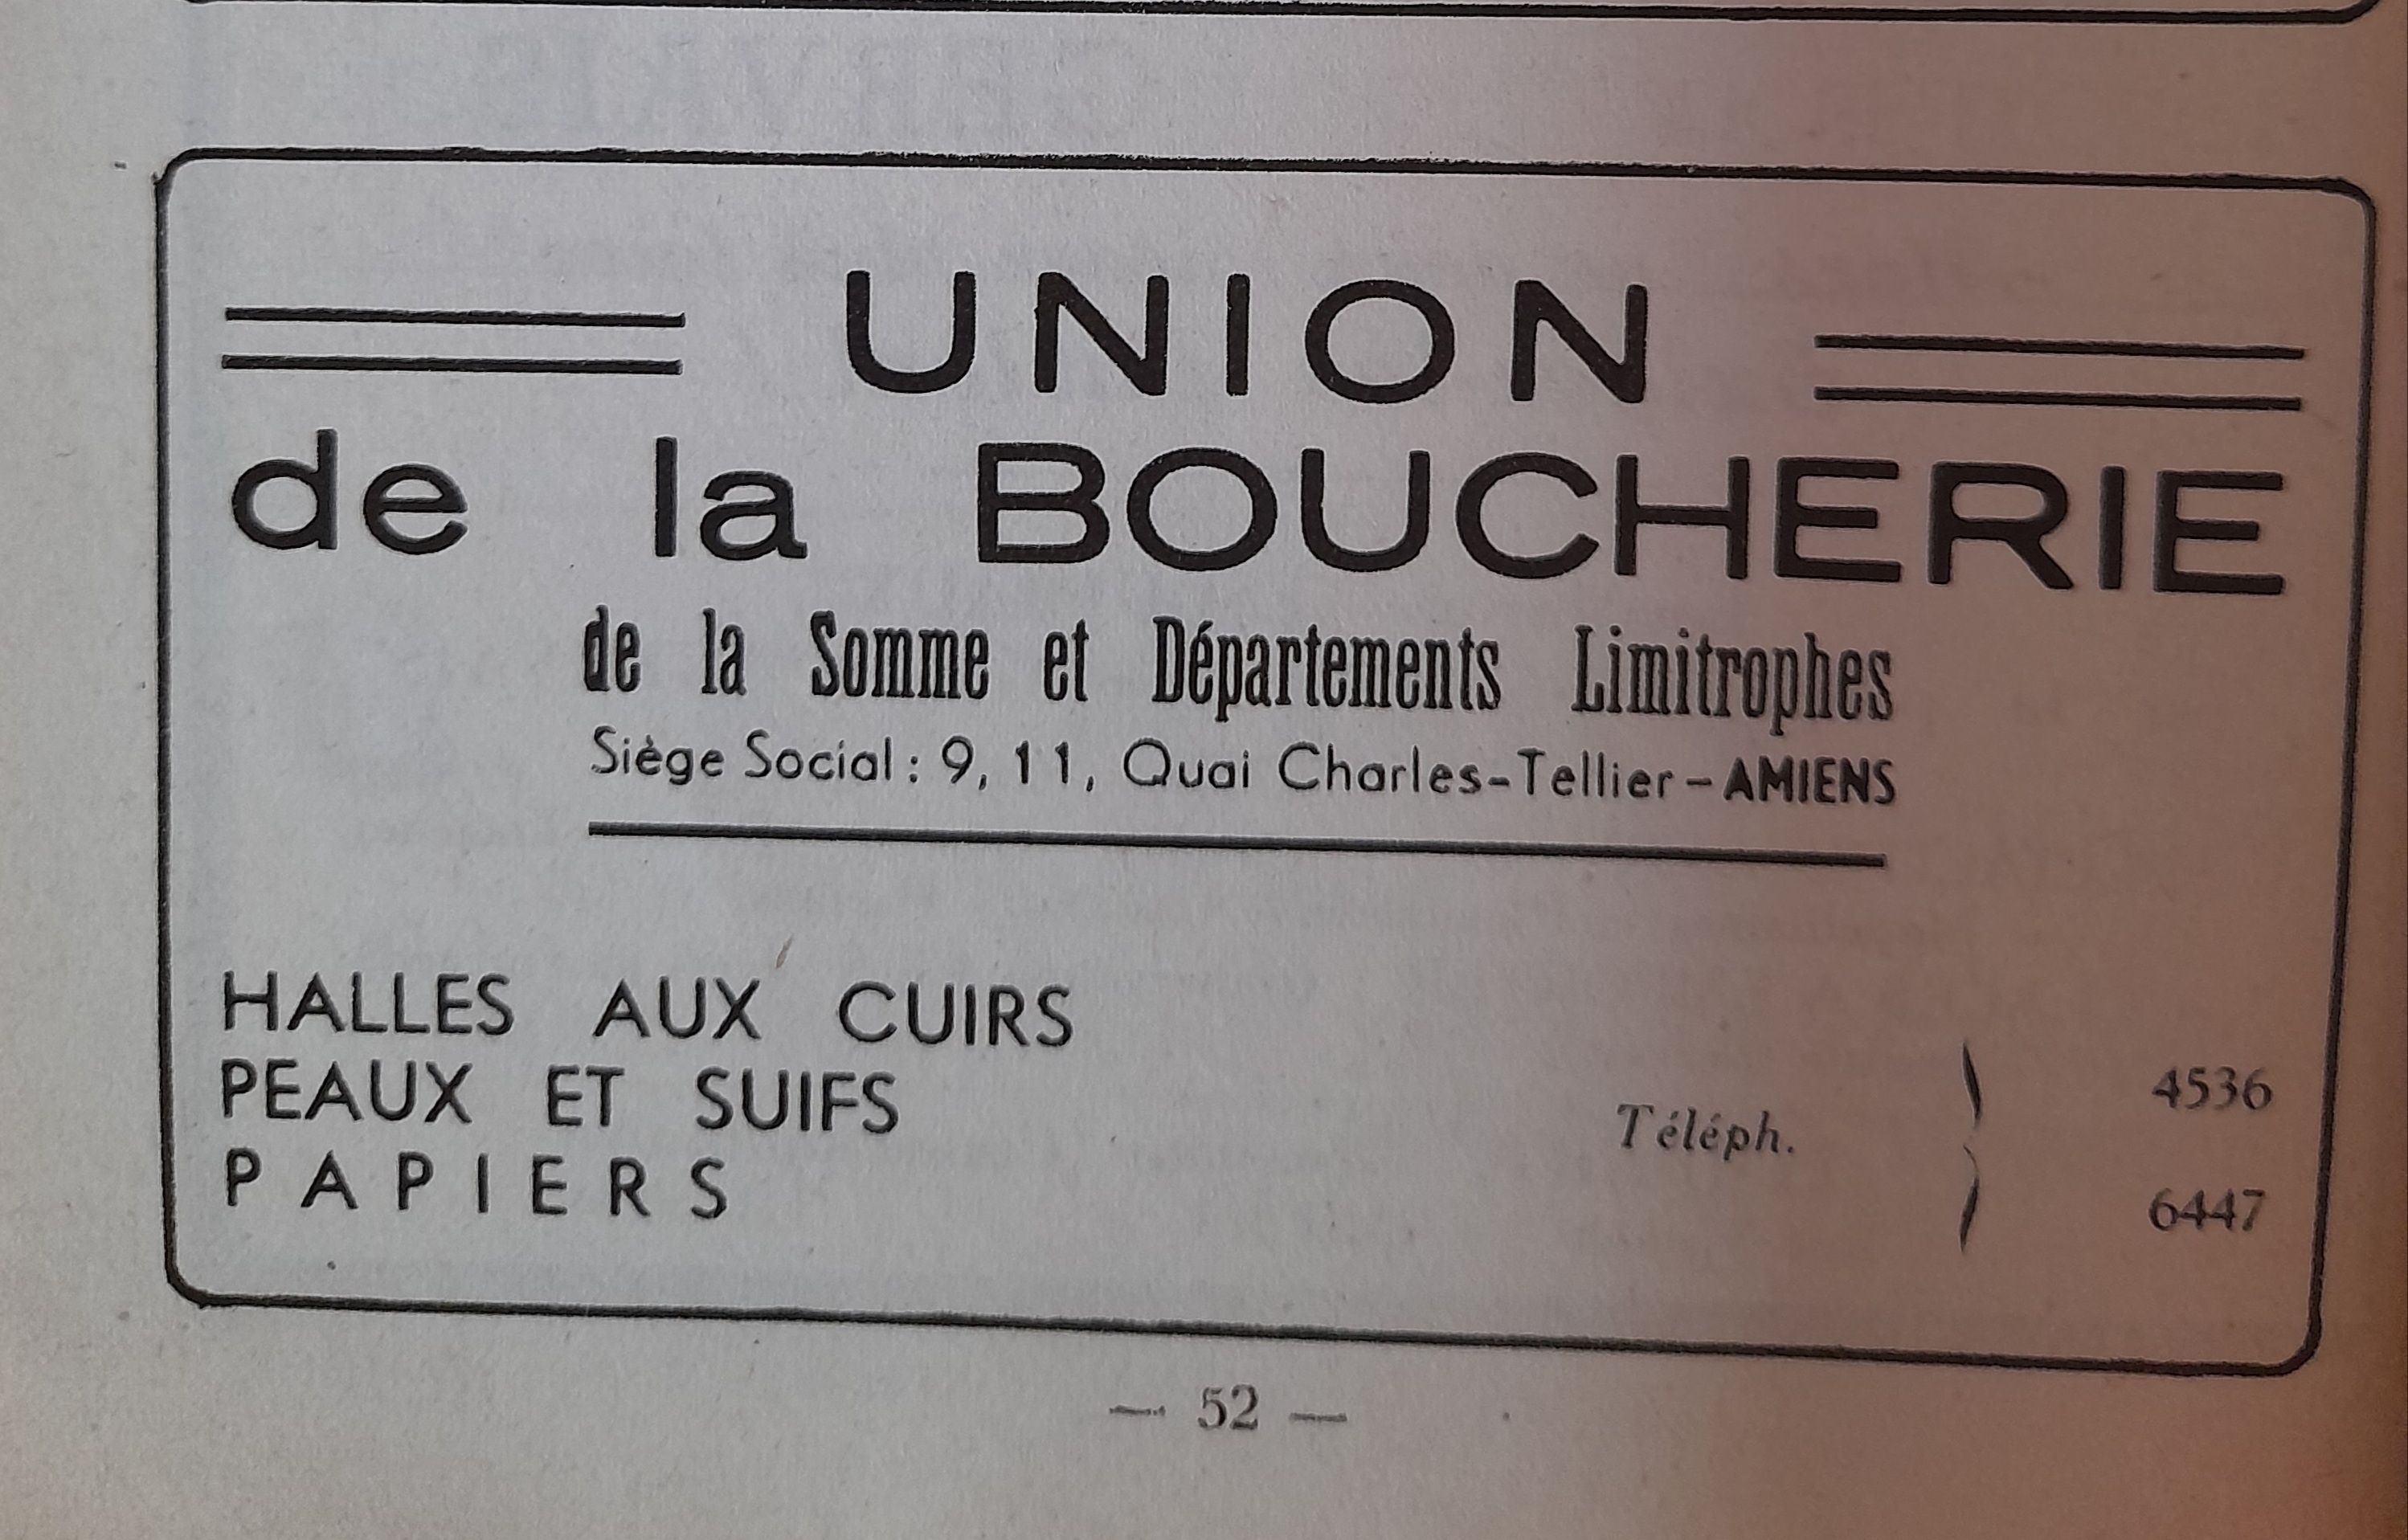 UNION
de la BOUCHERIE
de la Somme et Départements Limitrophes
Siège Social : 9, 11, Quai Charles-Tellier - AMIENS
HALLES AUX CUIRS
PEAUX ET SUIFS
PAPIERS
Téléph. } 4536
6447
— 52 —